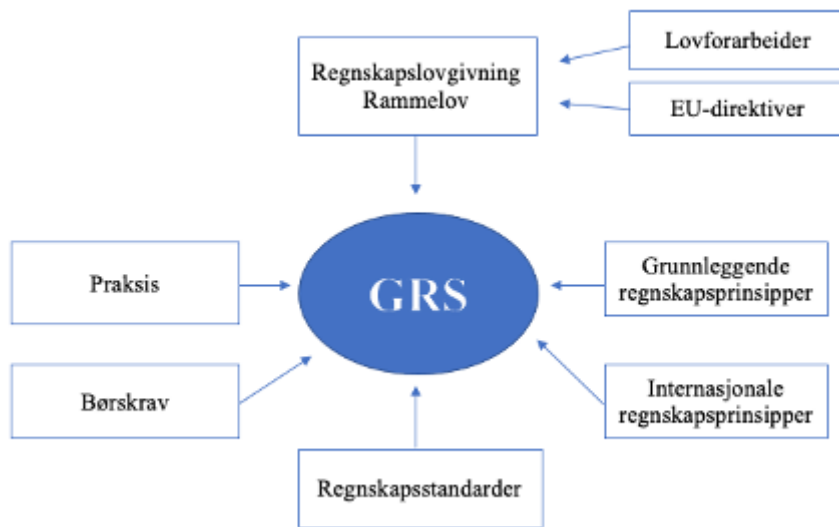 Lovforarbeider
Regnskapslovgivning
Rammelov
EU-direktiver
Praksis
GRS
Grunnleggende
regnskapsprinsipper
Børskrav
Internasjonale
regnskapsprinsipper
Regnskapsstandarder